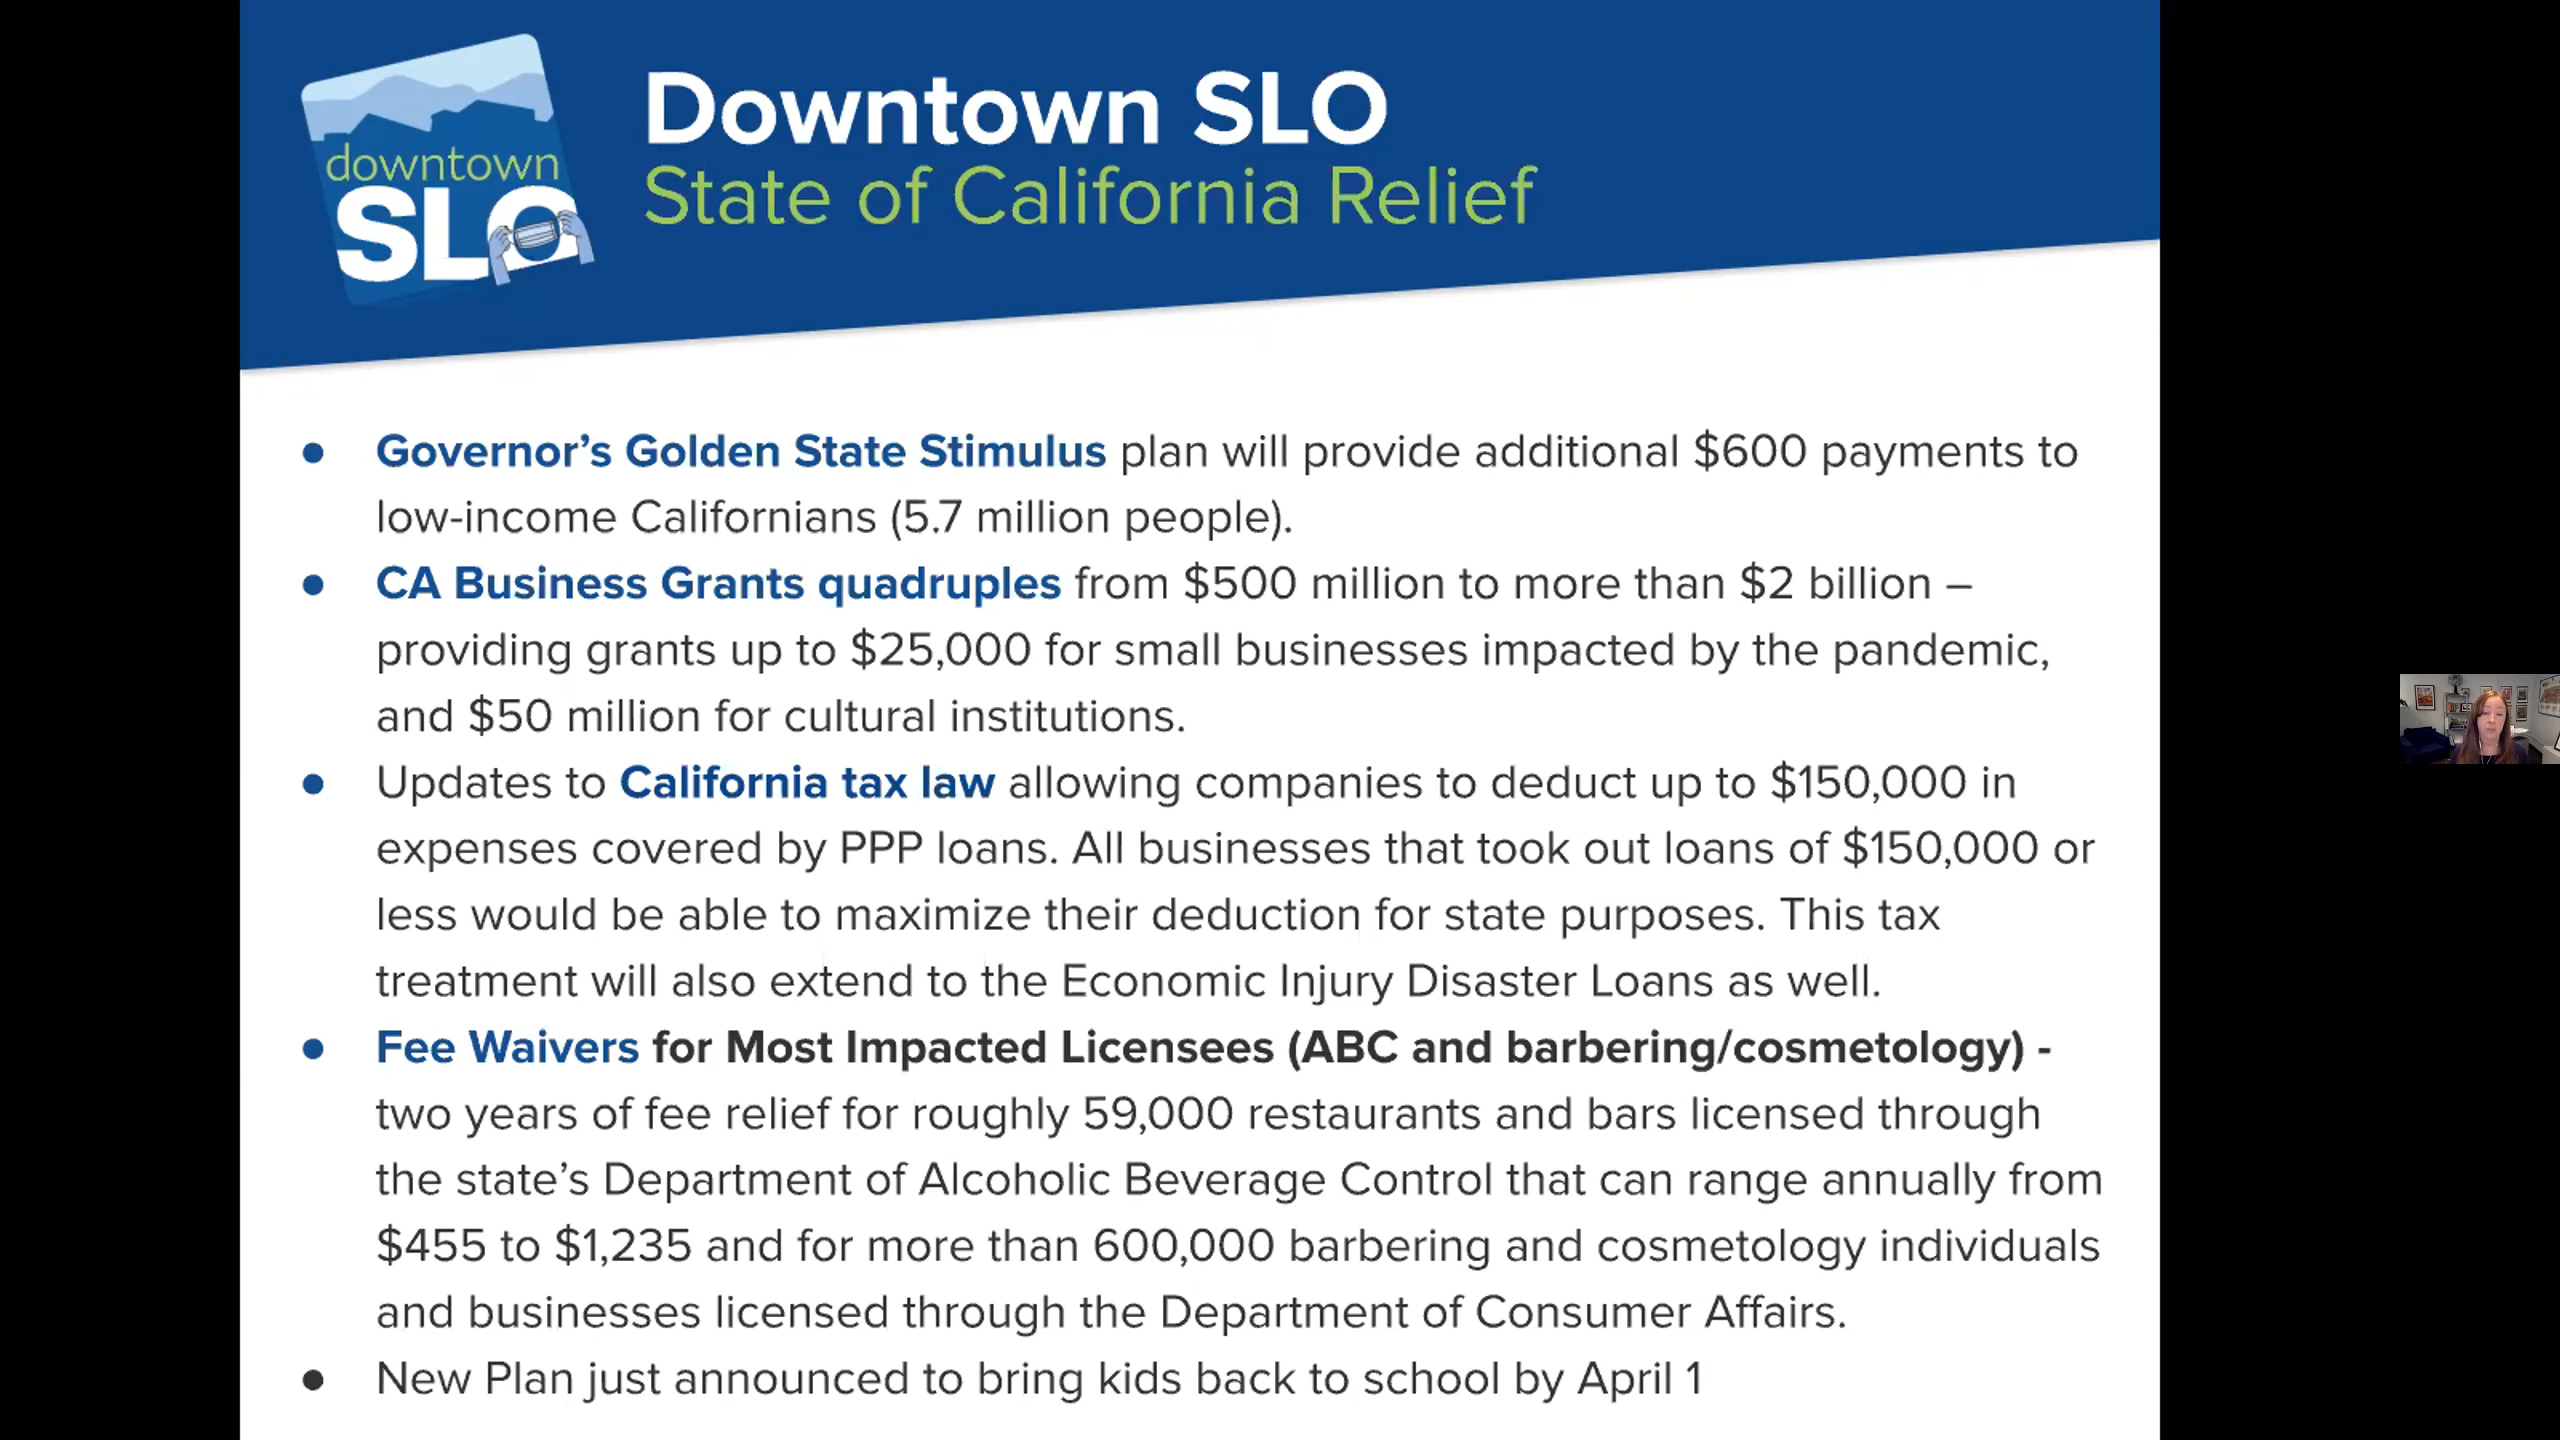 downtown
SLO
Downtown SLO
State of California Relief
● Governor’s Golden State Stimulus plan will provide additional $600 payments to
low-income Californians (5.7 million people).
● CA Business Grants quadruples from $500 million to more than $2 billion –
providing grants up to $25,000 for small businesses impacted by the pandemic,
and $50 million for cultural institutions.
● Updates to California tax law allowing companies to deduct up to $150,000 in
expenses covered by PPP loans. All businesses that took out loans of $150,000 or
less would be able to maximize their deduction for state purposes. This tax
treatment will also extend to the Economic Injury Disaster Loans as well.
● Fee Waivers for Most Impacted Licensees (ABC and barbering/cosmetology) -
two years of fee relief for roughly 59,000 restaurants and bars licensed through
the state’s Department of Alcoholic Beverage Control that can range annually from
$455 to $1,235 and for more than 600,000 barbering and cosmetology individuals
and businesses licensed through the Department of Consumer Affairs.
● New Plan just announced to bring kids back to school by April 1